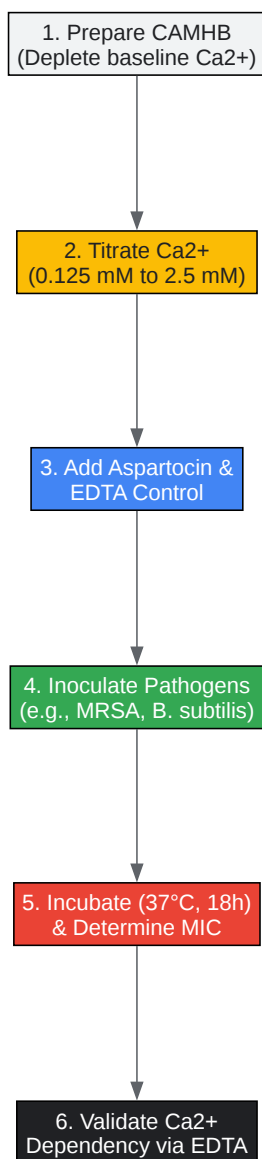 1. Prepare CAMHB
(Deplete baseline Ca2+)
2. Titrate Ca2+
(0.125 mM to 2.5 mM)
3. Add Aspartocin &
EDTA Control
4. Inoculate Pathogens
(e.g., MRSA, B. subtilis)
5. Incubate (37°C, 18h)
& Determine MIC
6. Validate Ca2+
Dependency via EDTA